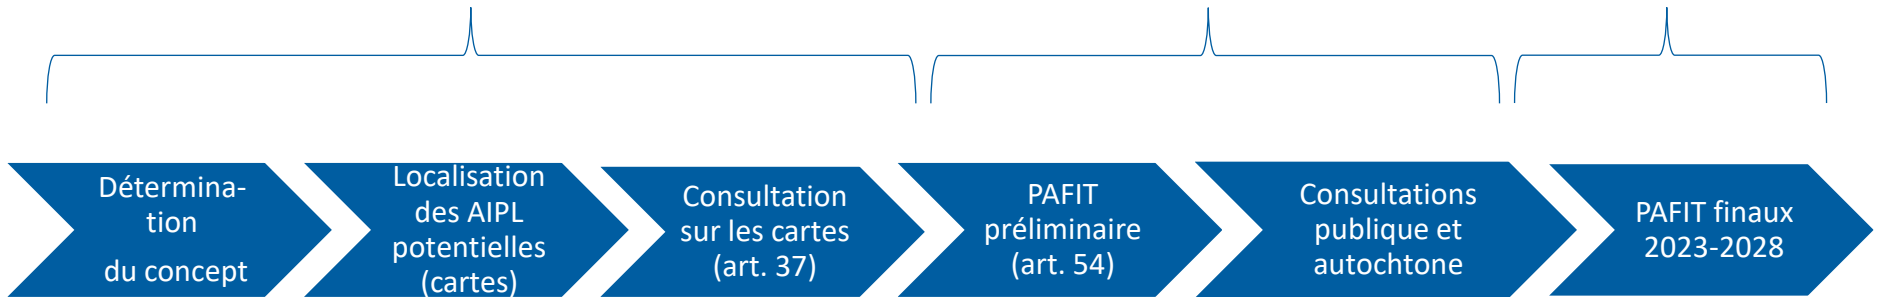 Détermina-
tion
du concept
Localisation
des AIPL
potentielles
(cartes)
Consultation
sur les cartes
(art. 37)
PAFIT
préliminaire
(art. 54)
Consultations
publique et
autochtone
PAFIT finaux
2023-2028